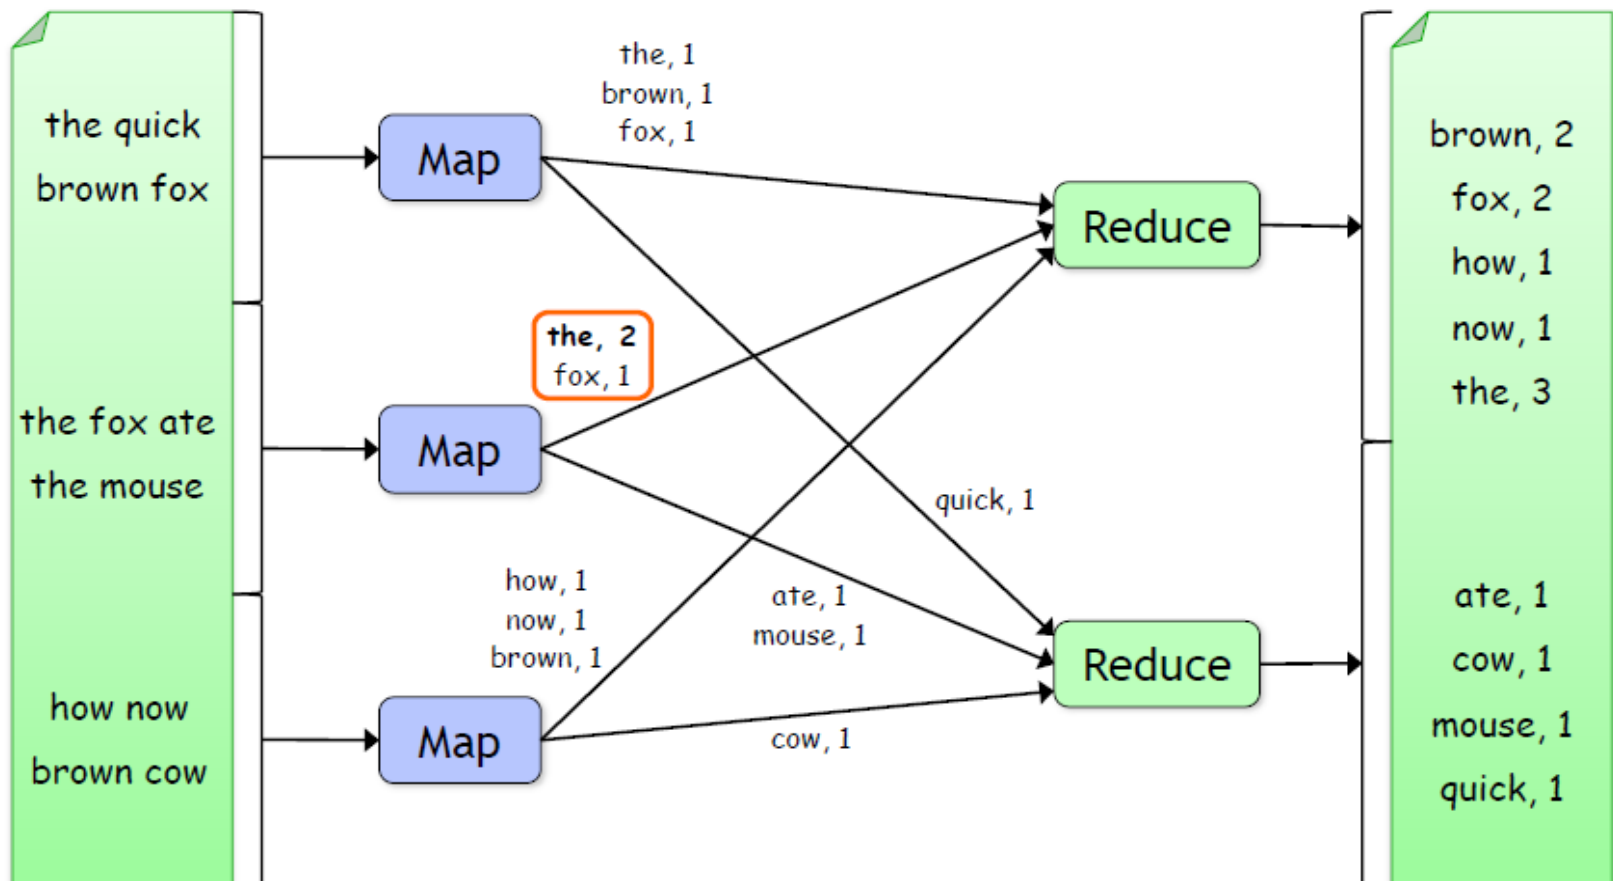 the quick
brown fox
the fox ate
the mouse
how now
brown cow
Map
Map
Map
the, 1
brown, 1
fox, 1
the, 2
fox, 1
how, 1
now, 1
brown, 1
quick, 1
ate, 1
mouse, 1
cow, 1
Reduce
Reduce
brown, 2
fox, 2
how, 1
now, 1
the, 3
ate, 1
cow, 1
mouse, 1
quick, 1